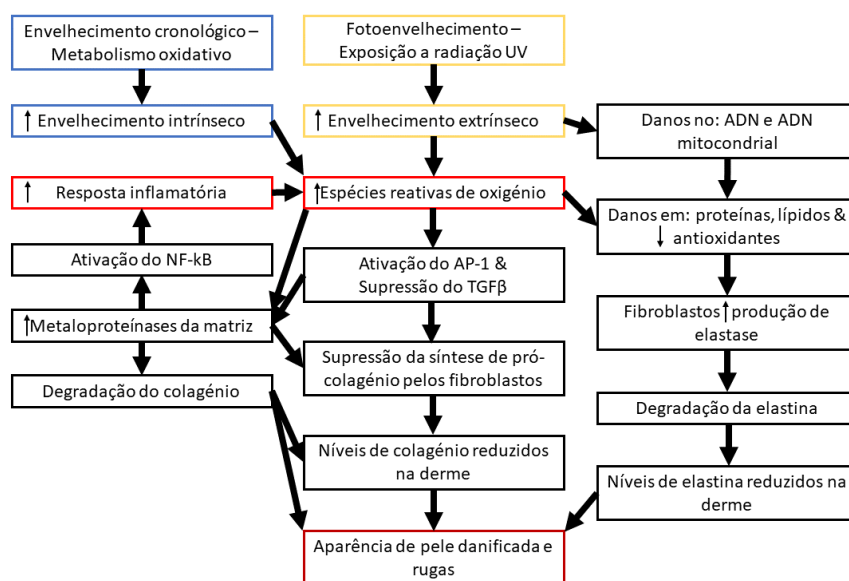 Envelhecimento cronológico –
Metabolismo oxidativo
Fotoenvelhecimento –
Exposição a radiação UV
↑ Envelhecimento intrínseco
↑ Envelhecimento extrínseco
Danos no: ADN e ADN
mitocondrial
↑ Resposta inflamatória
↑Espécies reativas de oxigénio
Danos em: proteínas, lípidos &
↓ antioxidantes
Ativação do NF-kB
Ativação do AP-1 &
Supressão do TGFβ
↑Metaloproteínases da matriz
Fibroblastos ↑ produção de
elastase
Supressão da síntese de pró-
colagénio pelos fibroblastos
Degradação do colagénio
Degradação da elastina
Níveis de colagénio reduzidos
na derme
Níveis de elastina reduzidos na
derme
Aparência de pele danificada e
rugas